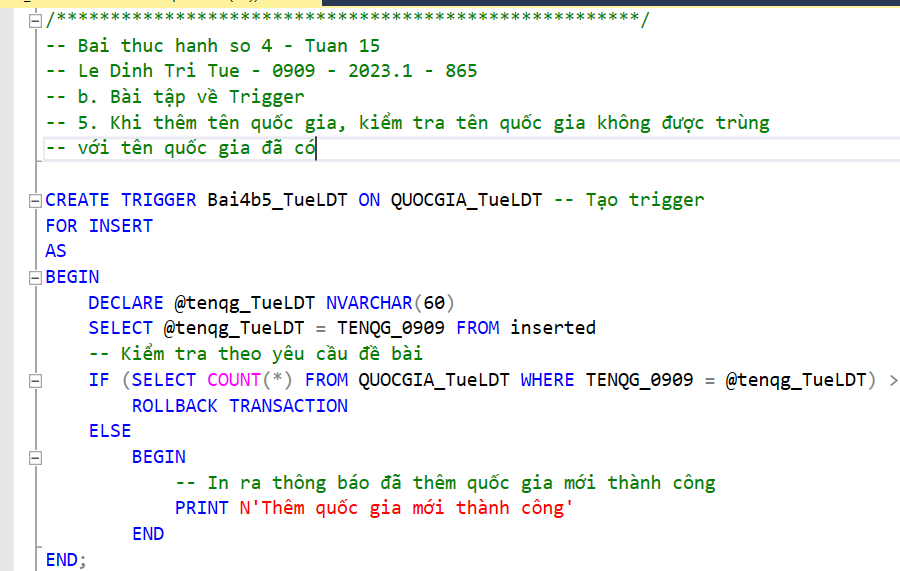 /******************************************************/
-- Bai thuc hanh so 4 - Tuan 15
-- Le Dinh Tri Tue - 0909 - 2023.1 - 865
-- b. Bài tập về Trigger
-- 5. Khi thêm tên quốc gia, kiểm tra tên quốc gia không được trùng
-- với tên quốc gia đã có
CREATE TRIGGER Bai4b5_TueLDT ON QUOCGIA_TueLDT -- Tạo trigger
FOR INSERT
AS
BEGIN
DECLARE @tenqg_TueLDT NVARCHAR(60)
SELECT @tenqg_TueLDT = TENQG_0909 FROM inserted
-- Kiểm tra theo yêu cầu đề bài
IF (SELECT COUNT(*) FROM QUOCGIA_TueLDT WHERE TENQG_0909 = @tenqg_TueLDT) >
ROLLBACK TRANSACTION
ELSE
BEGIN
-- In ra thông báo đã thêm quốc gia mới thành công
PRINT N'Thêm quốc gia mới thành công'
END
END;